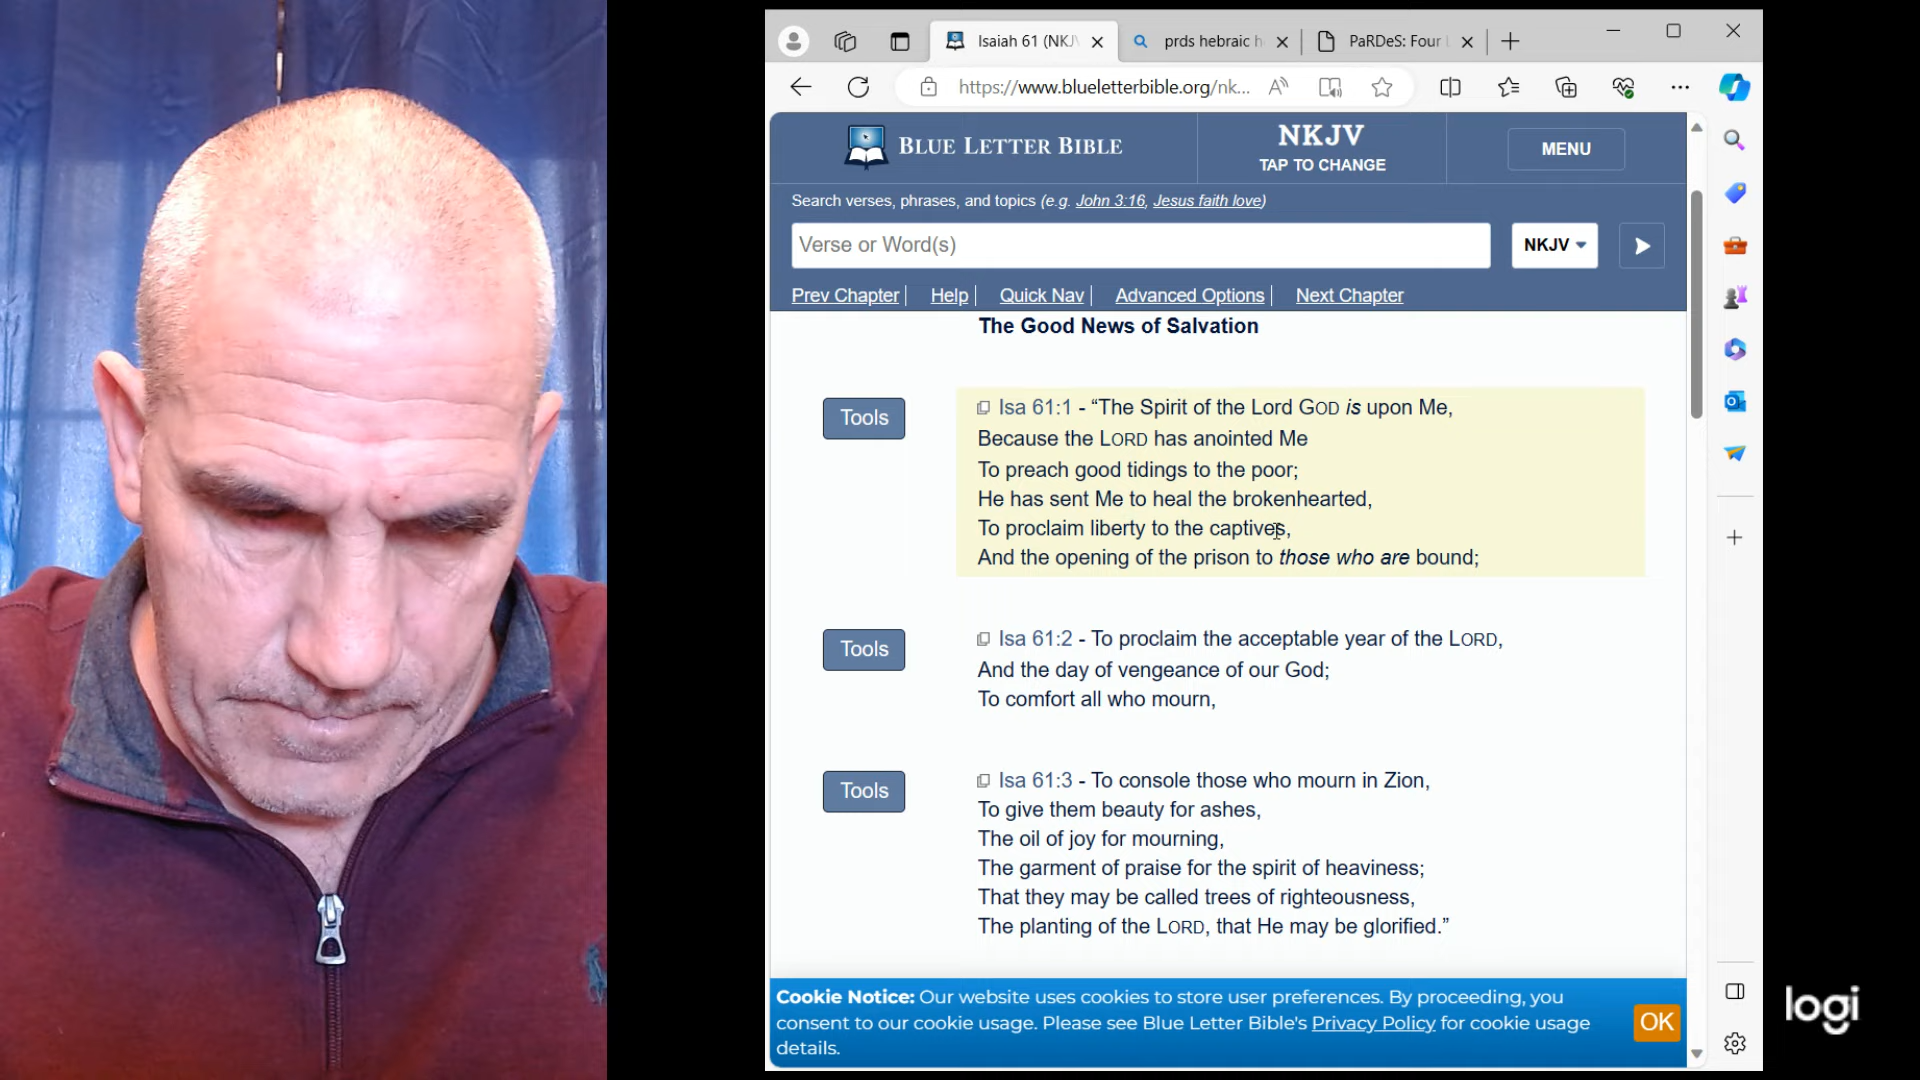 Isaiah 61 (NKJV
prds hebraic h
PaRDeS: Four L
https://www.blueletterbible.org/nk...
BLUE LETTER BIBLE
NKJV
TAP TO CHANGE
MENU
Search verses, phrases, and topics (e.g. John 3:16, Jesus faith love)
Verse or Word(s)
NKJV
Prev Chapter | Help | Quick Nav | Advanced Options | Next Chapter
The Good News of Salvation
Tools
Isa 61:1 - “The Spirit of the Lord GOD is upon Me,
Because the LORD has anointed Me
To preach good tidings to the poor;
He has sent Me to heal the brokenhearted,
To proclaim liberty to the captives,
And the opening of the prison to those who are bound;
Tools
Isa 61:2 - To proclaim the acceptable year of the LORD,
And the day of vengeance of our God;
To comfort all who mourn,
Tools
Isa 61:3 - To console those who mourn in Zion,
To give them beauty for ashes,
The oil of joy for mourning,
The garment of praise for the spirit of heaviness;
That they may be called trees of righteousness,
The planting of the LORD, that He may be glorified.”
Cookie Notice: Our website uses cookies to store user preferences. By proceeding, you
consent to our cookie usage. Please see Blue Letter Bible's Privacy Policy for cookie usage
details.
OK
logi